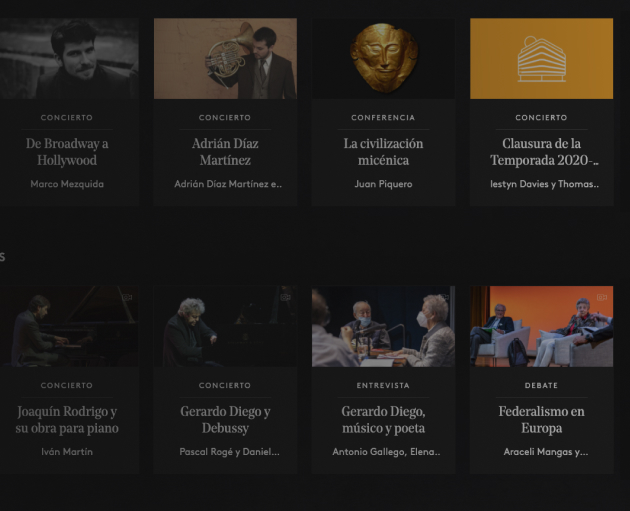 CONCIERTO
De Broadway a
Hollywood
Marco Mezquida
CONCIERTO
Adrián Díaz
Martínez
Adrián Díaz Martínez e..
CONFERENCIA
La civilización
micénica
Juan Piquero
CONCIERTO
Clausura de la
Temporada 2020-..
Iestyn Davies y Thomas..
s
CONCIERTO
Joaquín Rodrigo y
su obra para piano
Iván Martín
CONCIERTO
Gerardo Diego y
Debussy
Pascal Rogé y Daniel...
ENTREVISTA
Gerardo Diego,
músico y poeta
Antonio Gallego, Elena..
DEBATE
Federalismo en
Europa
Araceli Mangas y...